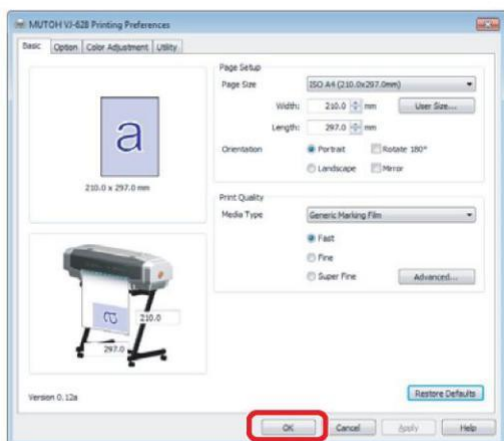 MUTOH VJ-628 Printing Preferences
Basic Option Color Adjustment Utility
a
210.0 x 297.0 mm
a
210.0
297.0
Version 0.12a
Page Setup
Page Size ISO A4 (210.0x297.0mm)
Width: 210.0 mm User Size...
Length: 297.0 mm
Orientation Portrait Rotate 180°
Landscape Mirror
Print Quality
Media Type Generic Marking Film
Fast
Fine
Super Fine Advanced...
Restore Defaults
OK Cancel Apply Help